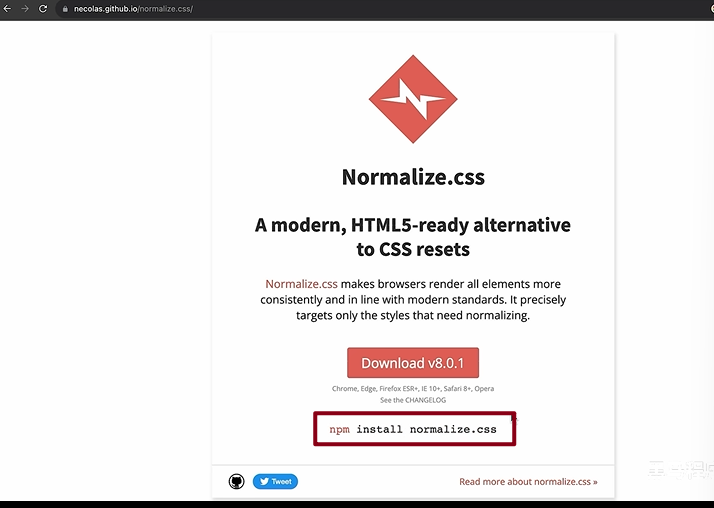 necolas.github.io/normalize.css/
Normalize.css
A modern, HTML5-ready alternative
to CSS resets
Normalize.css makes browsers render all elements more
consistently and in line with modern standards. It precisely
targets only the styles that need normalizing.
Download v8.0.1
Chrome, Edge, Firefox ESR+, IE 10+, Safari 8+, Opera
See the CHANGELOG
npm install normalize.css
Tweet
Read more about normalize.css »